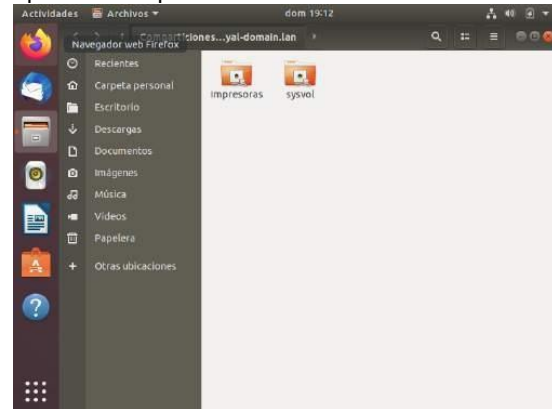 Actividades Archivos dom 19:12
Navegador web Firefox
Comparticiones...yal-domain.lan
Recientes
Carpeta personal
Escritorio
Descargas
Documentos
Imágenes
Música
Vídeos
Papelera
Otras ubicaciones
Impresoras
sysvol